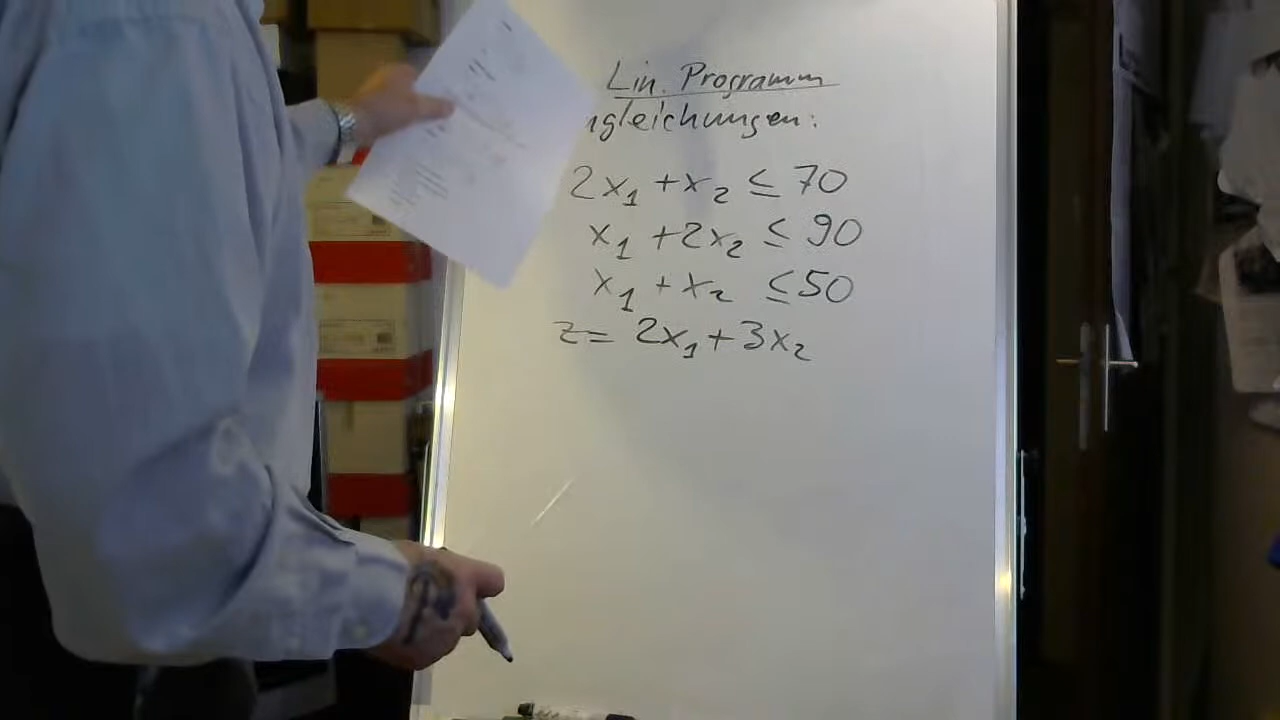 Lin. Programm
ngleichungen:
2x₁ + x₂ ≤ 70
x₁ + 2x₂ ≤ 90
x₁ + x₂ ≤ 50
z = 2x₁ + 3x₂